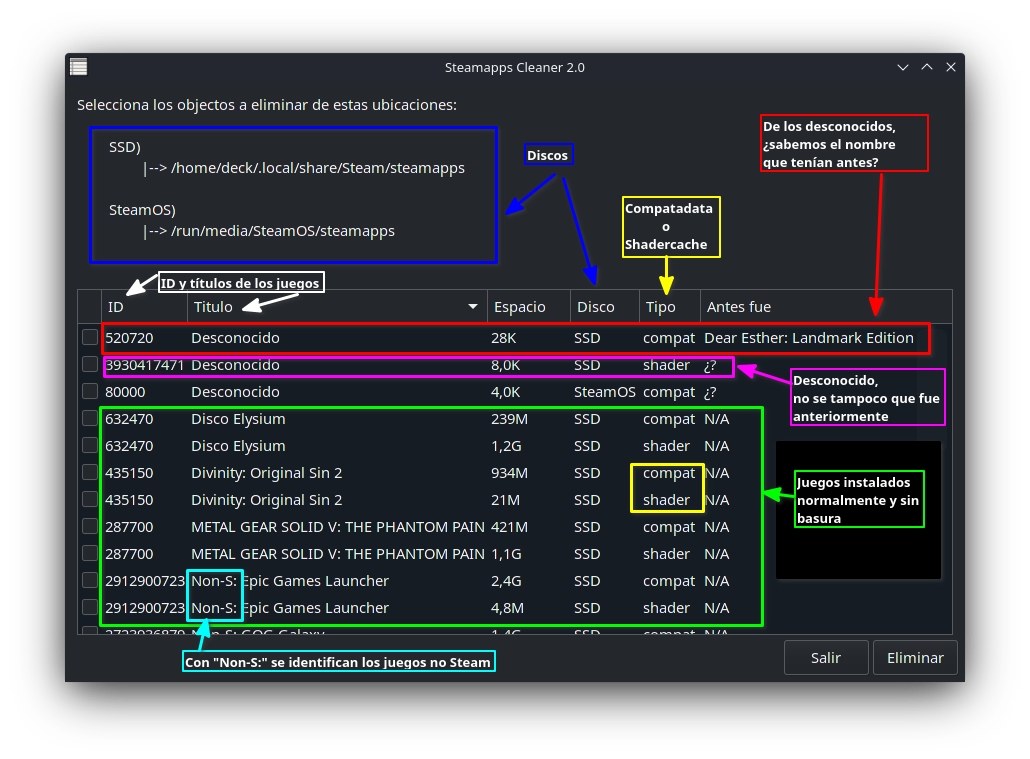 Steamapps Cleaner 2.0
Selecciona los objetos a eliminar de estas ubicaciones:
SSD)
|--> /home/deck/.local/share/Steam/steamapps
SteamOS)
|--> /run/media/SteamOS/steamapps
Discos
De los desconocidos,
¿sabemos el nombre
que tenían antes?
Compatadata
o
Shadercache
ID y títulos de los juegos
ID Titulo Espacio Disco Tipo Antes fue
520720 Desconocido 28K SSD compat Dear Esther: Landmark Edition
3930417471 Desconocido 8,0K SSD shader ¿?
80000 Desconocido 4,0K SteamOS compat ¿?
632470 Disco Elysium 239M SSD compat N/A
632470 Disco Elysium 1,2G SSD shader N/A
435150 Divinity: Original Sin 2 934M SSD compat N/A
435150 Divinity: Original Sin 2 21M SSD shader N/A
287700 METAL GEAR SOLID V: THE PHANTOM PAIN 421M SSD compat N/A
287700 METAL GEAR SOLID V: THE PHANTOM PAIN 1,1G SSD shader N/A
2912900723 Non-S: Epic Games Launcher 2,4G SSD compat N/A
2912900723 Non-S: Epic Games Launcher 4,8M SSD shader N/A
Non-S: GOG Galaxy 1,4G SSD compat N/A
Desconocido,
no se tampoco que fue
anteriormente
Juegos instalados
normalmente y sin
basura
Con "Non-S:" se identifican los juegos no Steam
Salir
Eliminar